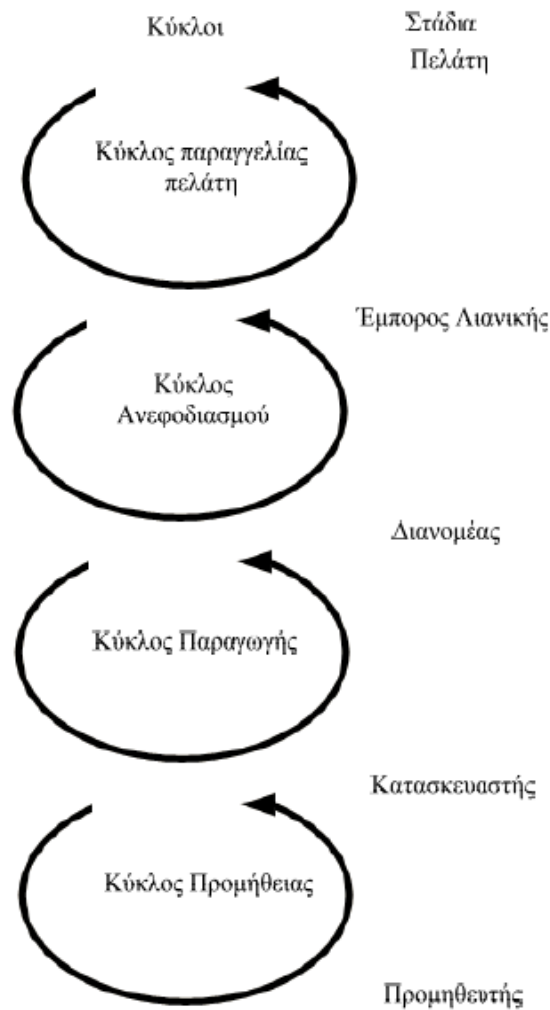 Κύκλοι
Στάδια
Πελάτη
Κύκλος παραγγελίας
πελάτη
Έμπορος Λιανικής
Κύκλος
Ανεφοδιασμού
Διανομέας
Κύκλος Παραγωγής
Κατασκευαστής
Κύκλος Προμήθειας
Προμηθευτής